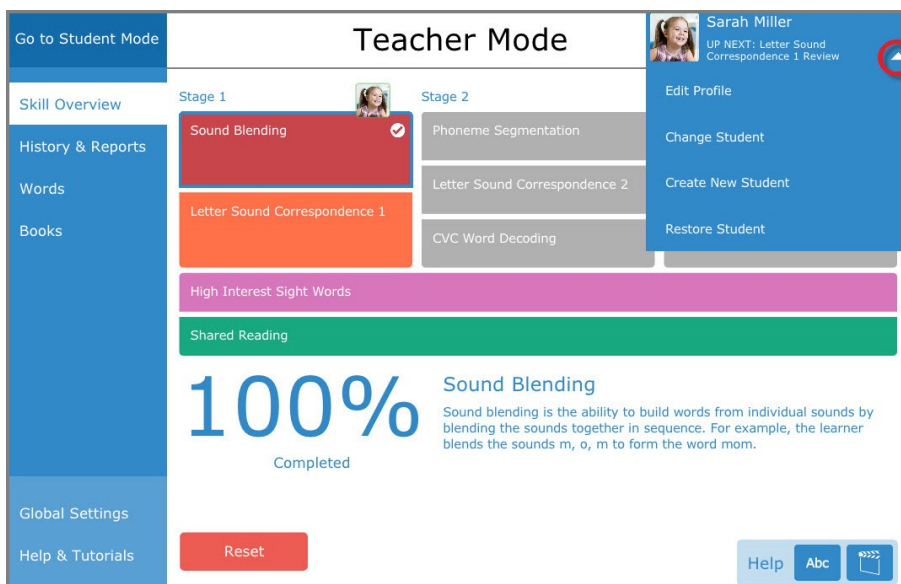 Go to Student Mode
Teacher Mode
Sarah Miller
UP NEXT: Letter Sound
Correspondence 1 Review
Edit Profile
Change Student
Create New Student
Restore Student
Skill Overview
History & Reports
Words
Books
Stage 1
Stage 2
Sound Blending
Phoneme Segmentation
Letter Sound Correspondence 1
Letter Sound Correspondence 2
CVC Word Decoding
High Interest Sight Words
Shared Reading
100%
Completed
Sound Blending
Sound blending is the ability to build words from individual sounds by
blending the sounds together in sequence. For example, the learner
blends the sounds m, o, m to form the word mom.
Global Settings
Help & Tutorials
Reset
Help
Abc